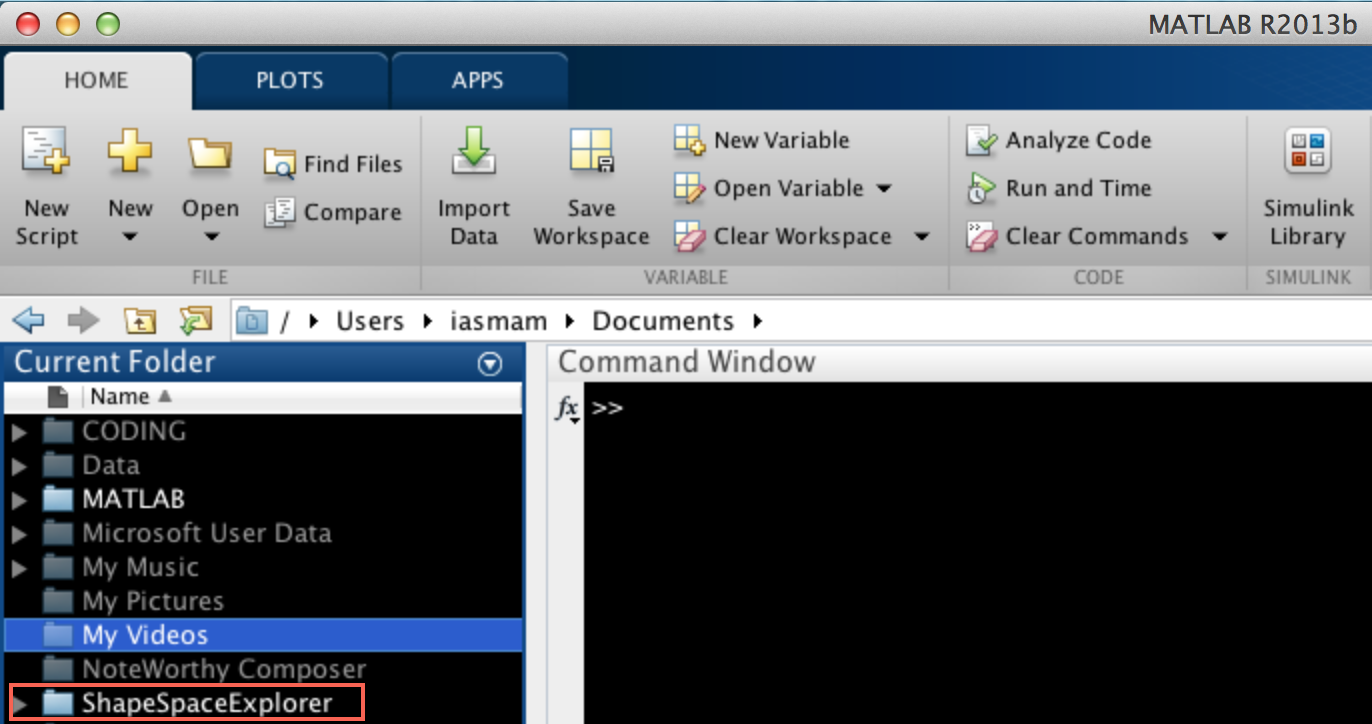 MATLAB R2013b
HOME PLOTS APPS
New Script
New
Open
Find Files
Compare
FILE
Import Data
Save Workspace
New Variable
Open Variable
Clear Workspace
VARIABLE
Analyze Code
Run and Time
Clear Commands
CODE
Simulink Library
SIMULINK
/ Users iasmam Documents
Current Folder
Name
CODING
Data
MATLAB
Microsoft User Data
My Music
My Pictures
My Videos
NoteWorthy Composer
ShapeSpaceExplorer
Command Window
fx >>